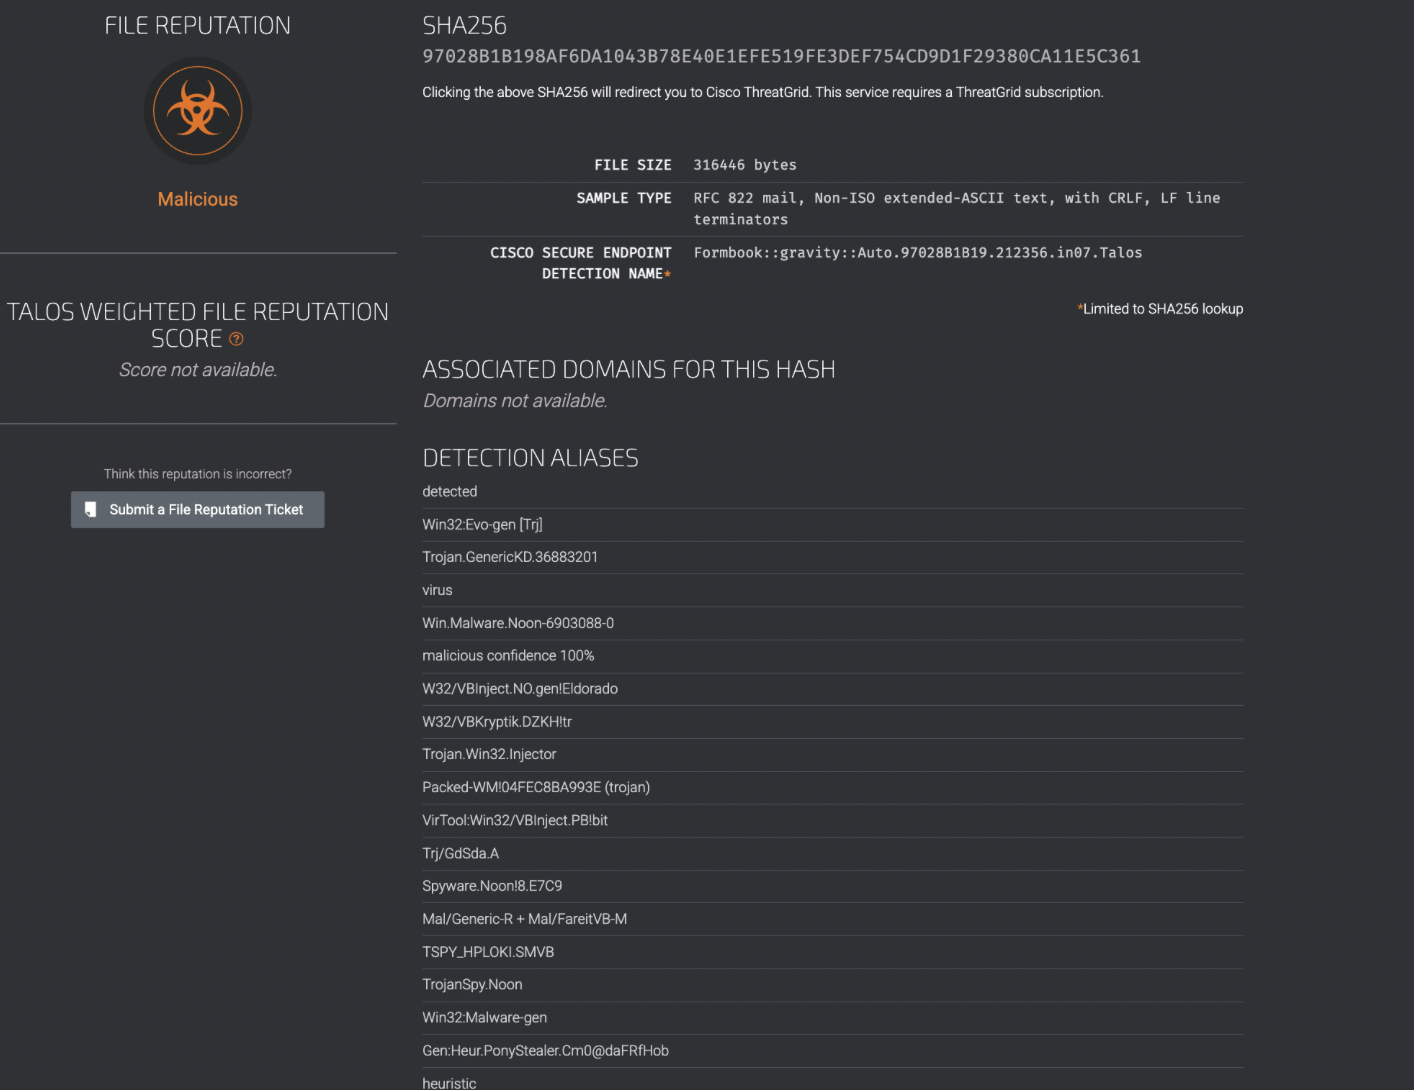 FILE REPUTATION
Malicious
TALOS WEIGHTED FILE REPUTATION
SCORE ?
Score not available.
Think this reputation is incorrect?
Submit a File Reputation Ticket
SHA256
97028B1B198AF6DA1043B78E40E1EFE519FE3DEF754CD9D1F29380CA11E5C361
Clicking the above SHA256 will redirect you to Cisco ThreatGrid. This service requires a ThreatGrid subscription.
FILE SIZE 316446 bytes
SAMPLE TYPE RFC 822 mail, Non-ISO extended-ASCII text, with CRLF, LF line
terminators
CISCO SECURE ENDPOINT Formbook::gravity::Auto.97028B1B19.212356.in07.Talos
DETECTION NAME*
*Limited to SHA256 lookup
ASSOCIATED DOMAINS FOR THIS HASH
Domains not available.
DETECTION ALIASES
detected
Win32:Evo-gen [Trj]
Trojan.GenericKD.36883201
virus
Win.Malware.Noon-6903088-0
malicious confidence 100%
W32/VBInject.NO.gen!Eldorado
W32/VBKryptik.DZKH!tr
Trojan.Win32.Injector
Packed-WM!04FEC8BA993E (trojan)
VirTool:Win32/VBInject.PB!bit
Trj/GdSda.A
Spyware.Noon!8.E7C9
Mal/Generic-R + Mal/FareitVB-M
TSPY_HPLOKI.SMVB
TrojanSpy.Noon
Win32:Malware-gen
Gen:Heur.PonyStealer.Cm0@daFRfHob
heuristic